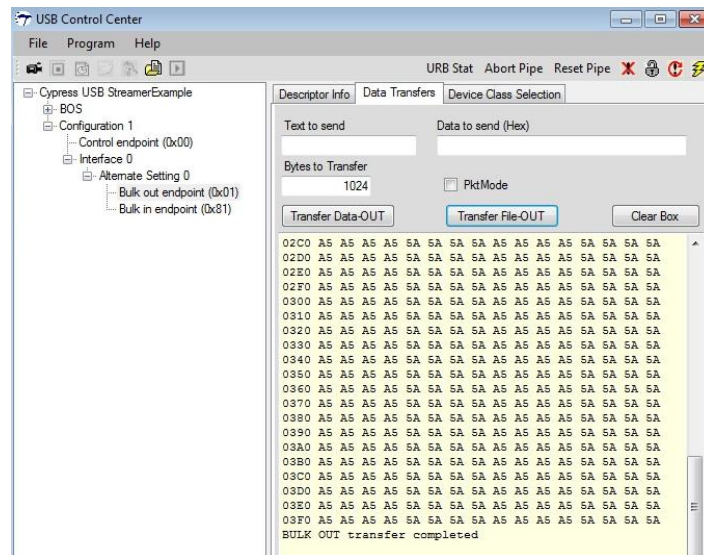 USB Control Center
File Program Help
URB Stat Abort Pipe Reset Pipe
Cypress USB StreamerExample
BOS
Configuration 1
Control endpoint (0x00)
Interface 0
Alternate Setting 0
Bulk out endpoint (0x01)
Bulk in endpoint (0x81)
Descriptor Info Data Transfers Device Class Selection
Text to send Data to send (Hex)
Bytes to Transfer
1024 PktMode
Transfer Data-OUT Transfer File-OUT Clear Box
02C0 A5 A5 A5 A5 5A 5A 5A 5A A5 A5 A5 A5 5A 5A 5A 5A
02D0 A5 A5 A5 A5 5A 5A 5A 5A A5 A5 A5 A5 5A 5A 5A 5A
02E0 A5 A5 A5 A5 5A 5A 5A 5A A5 A5 A5 A5 5A 5A 5A 5A
02F0 A5 A5 A5 A5 5A 5A 5A 5A A5 A5 A5 A5 5A 5A 5A 5A
0300 A5 A5 A5 A5 5A 5A 5A 5A A5 A5 A5 A5 5A 5A 5A 5A
0310 A5 A5 A5 A5 5A 5A 5A 5A A5 A5 A5 A5 5A 5A 5A 5A
0320 A5 A5 A5 A5 5A 5A 5A 5A A5 A5 A5 A5 5A 5A 5A 5A
0330 A5 A5 A5 A5 5A 5A 5A 5A A5 A5 A5 A5 5A 5A 5A 5A
0340 A5 A5 A5 A5 5A 5A 5A 5A A5 A5 A5 A5 5A 5A 5A 5A
0350 A5 A5 A5 A5 5A 5A 5A 5A A5 A5 A5 A5 5A 5A 5A 5A
0360 A5 A5 A5 A5 5A 5A 5A 5A A5 A5 A5 A5 5A 5A 5A 5A
0370 A5 A5 A5 A5 5A 5A 5A 5A A5 A5 A5 A5 5A 5A 5A 5A
0380 A5 A5 A5 A5 5A 5A 5A 5A A5 A5 A5 A5 5A 5A 5A 5A
0390 A5 A5 A5 A5 5A 5A 5A 5A A5 A5 A5 A5 5A 5A 5A 5A
03A0 A5 A5 A5 A5 5A 5A 5A 5A A5 A5 A5 A5 5A 5A 5A 5A
03B0 A5 A5 A5 A5 5A 5A 5A 5A A5 A5 A5 A5 5A 5A 5A 5A
03C0 A5 A5 A5 A5 5A 5A 5A 5A A5 A5 A5 A5 5A 5A 5A 5A
03D0 A5 A5 A5 A5 5A 5A 5A 5A A5 A5 A5 A5 5A 5A 5A 5A
03E0 A5 A5 A5 A5 5A 5A 5A 5A A5 A5 A5 A5 5A 5A 5A 5A
03F0 A5 A5 A5 A5 5A 5A 5A 5A A5 A5 A5 A5 5A 5A 5A 5A
BULK OUT transfer completed